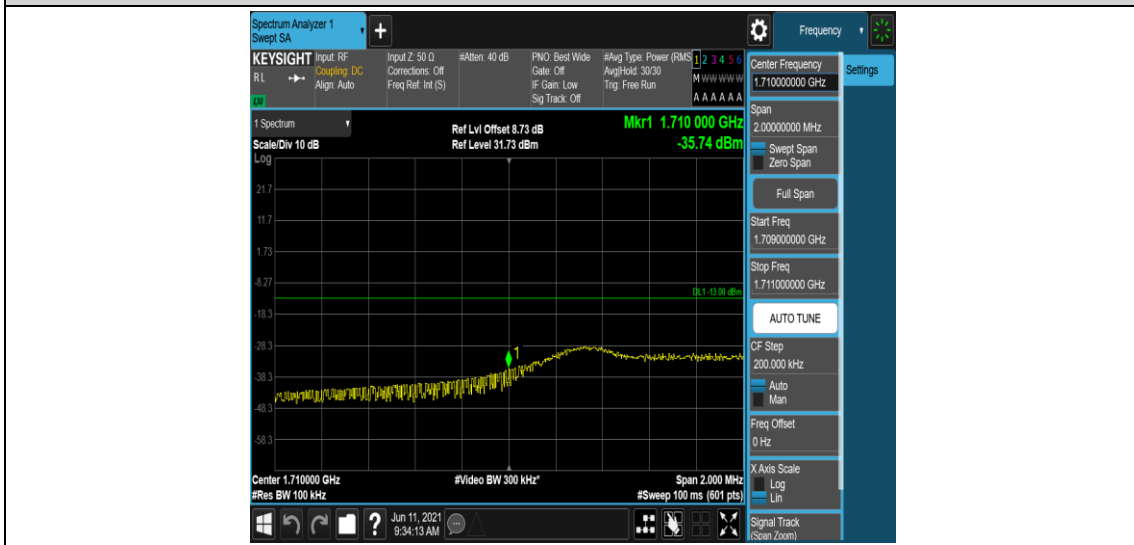 Spectrum Analyzer 1
Swept SA
+
Frequency
KEYSIGHT
R L
LXI
Input: RF
Coupling: DC
Align: Auto
Input Z: 50 Ω
Corrections: Off
Freq Ref: Int (S)
#Atten: 40 dB
PNO: Best Wide
Gate: Off
IF Gain: Low
Sig Track: Off
#Avg Type: Power (RMS
Avg|Hold: 30/30
Trig: Free Run
1 2 3 4 5 6
M W W W W W
A A A A A A
1 Spectrum
Scale/Div 10 dB
Ref Lvl Offset 8.73 dB
Ref Level 31.73 dBm
Mkr1 1.710 000 GHz
-35.74 dBm
Log
21.7
11.7
1.73
-8.27
DL1 -13.00 dBm
-18.3
-28.3
1
-38.3
-48.3
-58.3
Center 1.710000 GHz
#Res BW 100 kHz
#Video BW 300 kHz*
Span 2.000 MHz
#Sweep 100 ms (601 pts)
Center Frequency
1.710000000 GHz
Settings
Span
2.00000000 MHz
Swept Span
Zero Span
Full Span
Start Freq
1.709000000 GHz
Stop Freq
1.711000000 GHz
AUTO TUNE
CF Step
200.000 kHz
Auto
Man
Freq Offset
0 Hz
X Axis Scale
Log
Lin
Signal Track
(Span Zoom)
?
Jun 11, 2021
9:34:13 AM